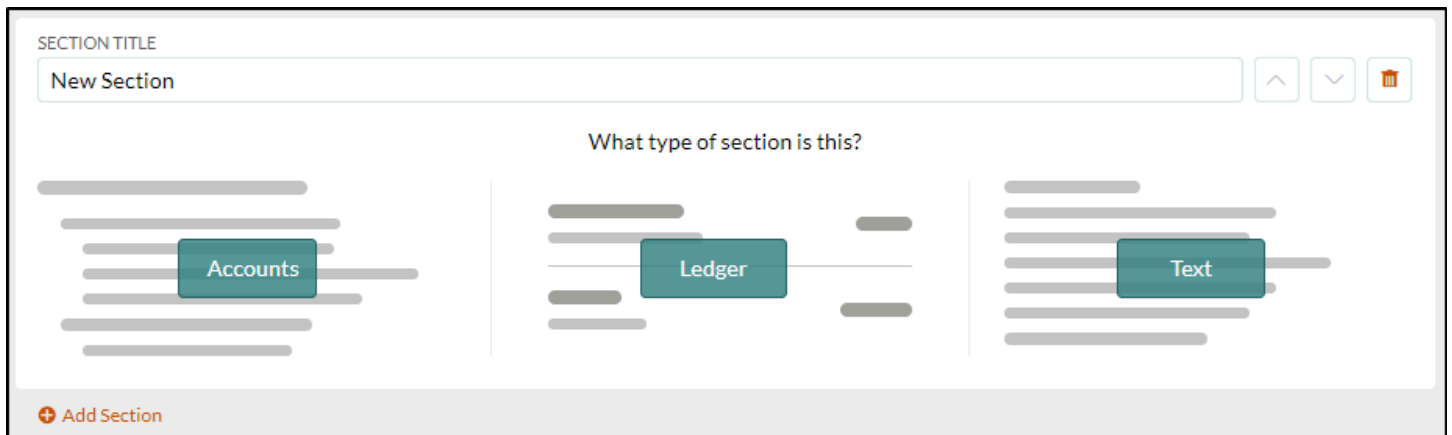 SECTION TITLE
New Section
What type of section is this?
Accounts
Ledger
Text
Add Section